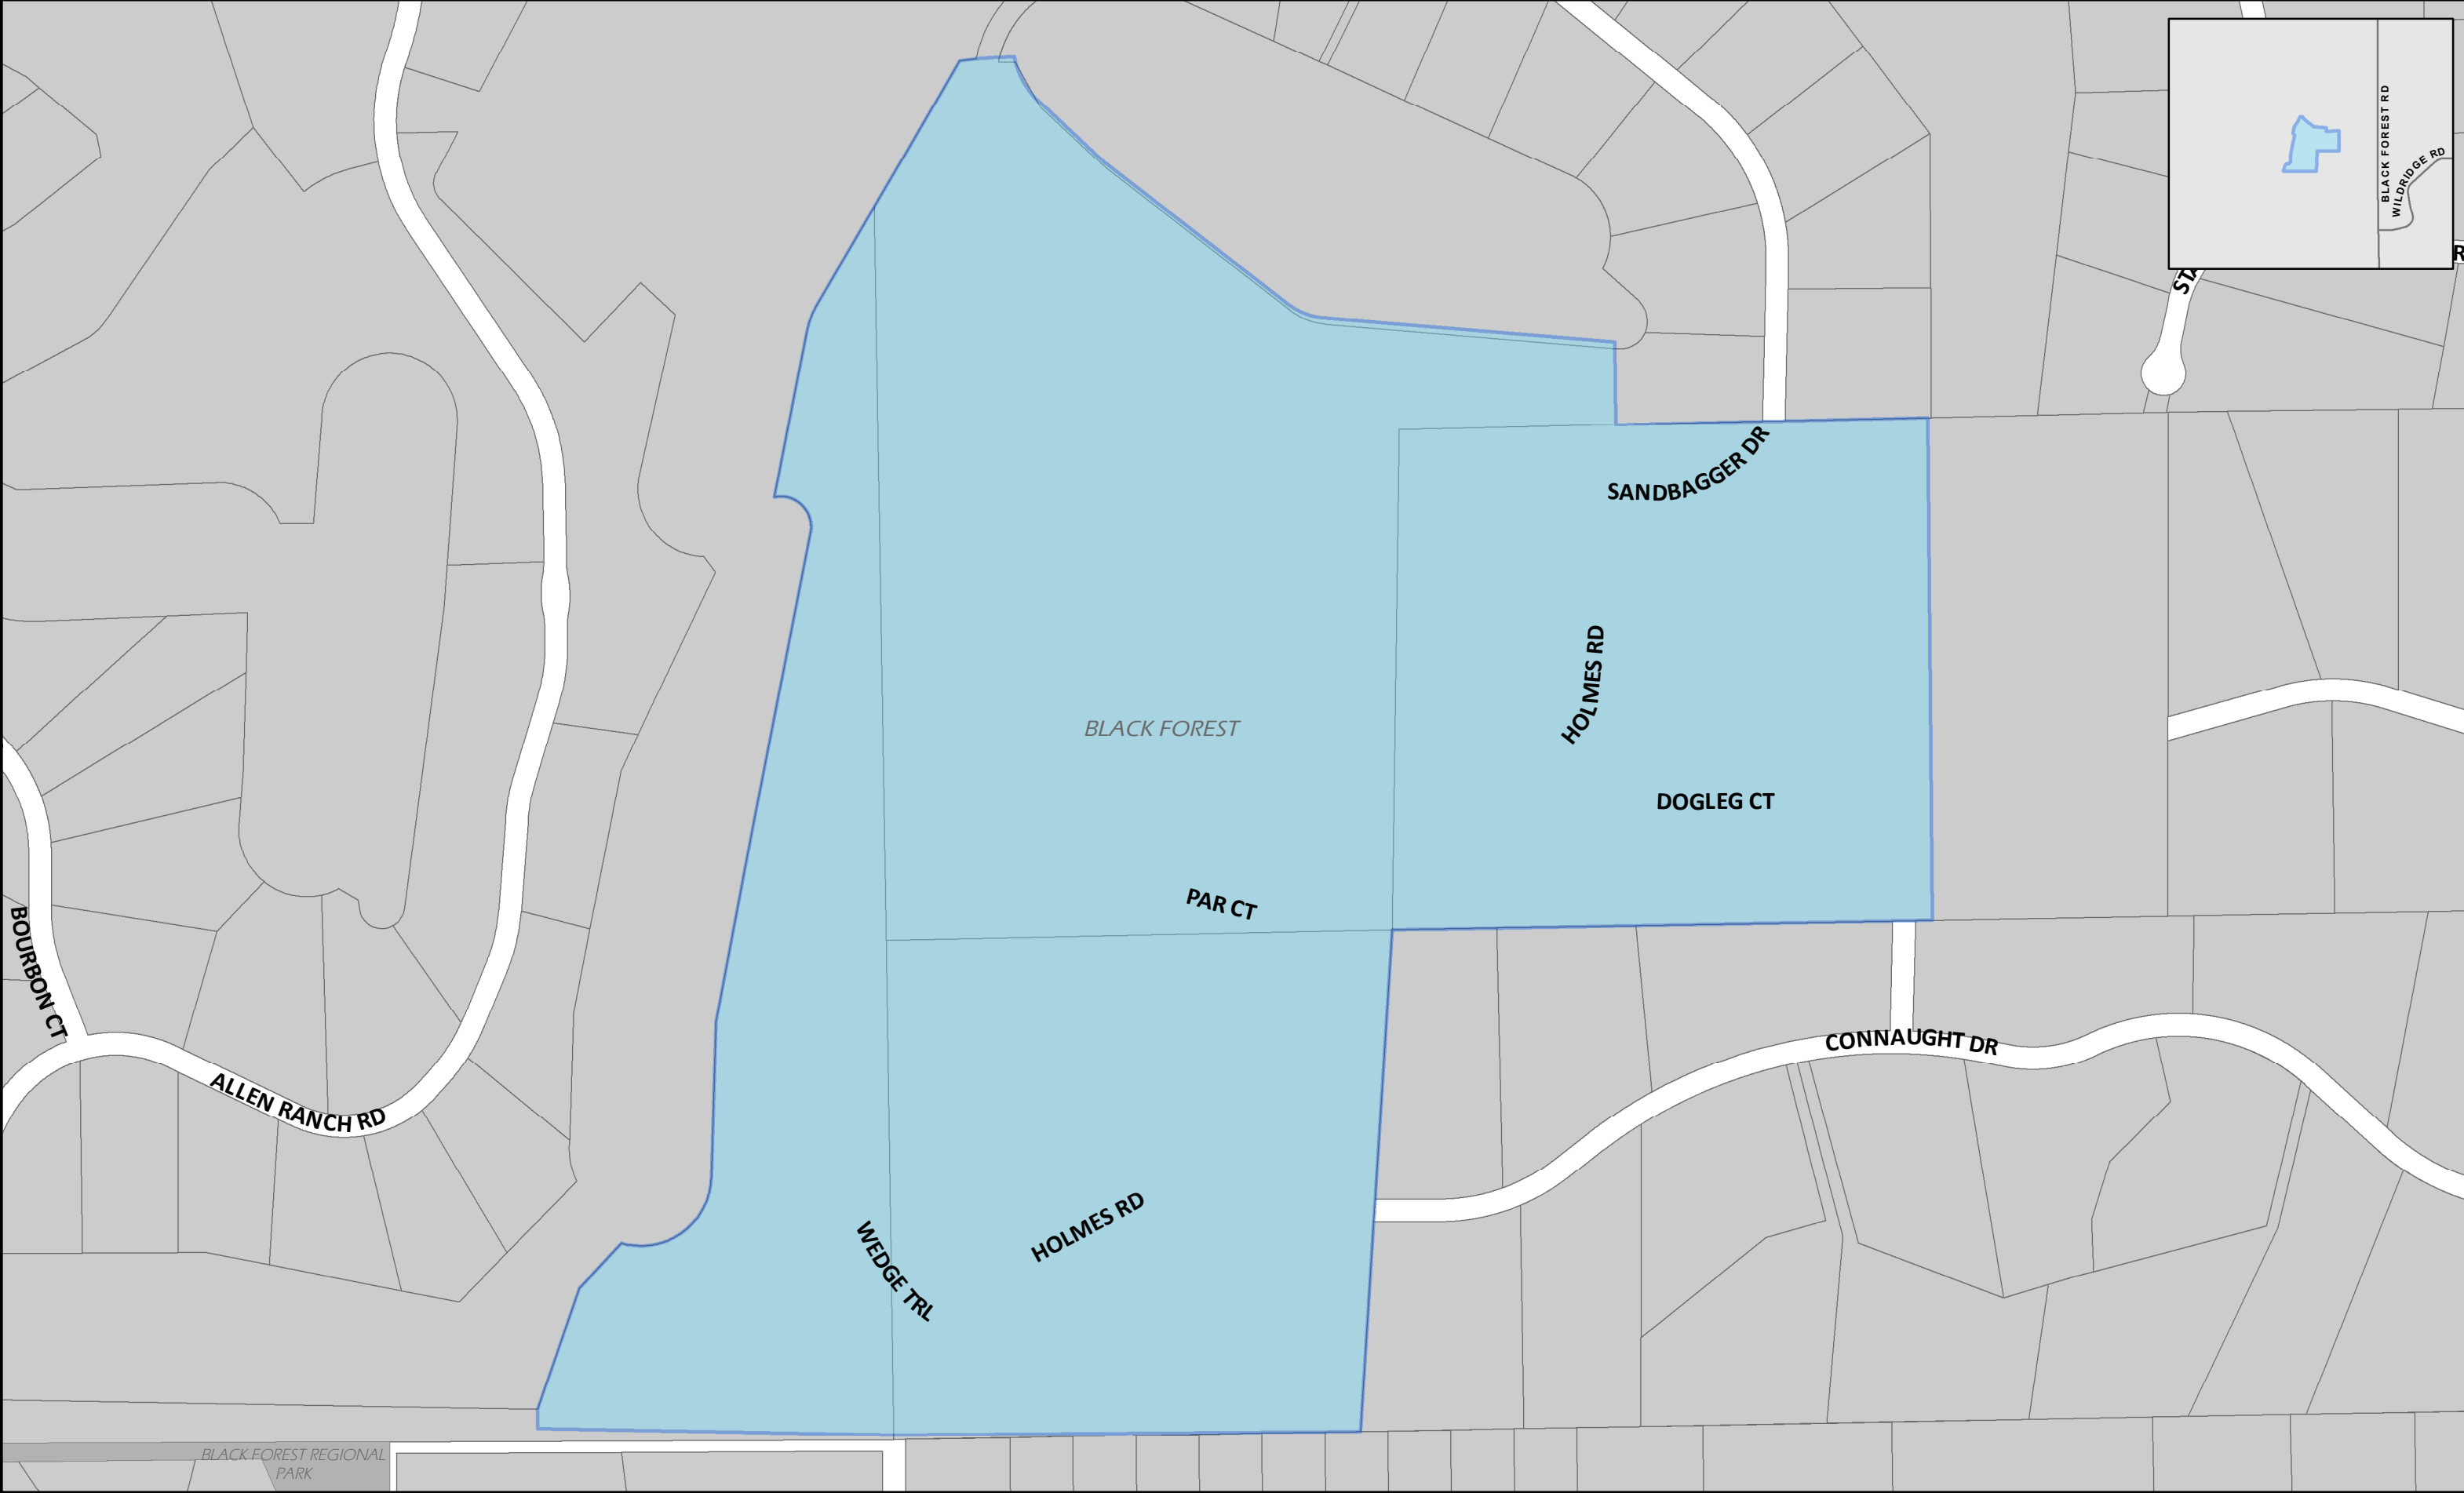 BLACK FOREST RD
WILDRIDGE RD
SANDBAGGER DR
HOLMES RD
BLACK FOREST
DOGLEG CT
PAR CT
BOURBON CT
CONNAUGHT DR
ALLEN RANCH RD
HOLMES RD
WEDGE TRL
BLACK FOREST REGIONAL
PARK